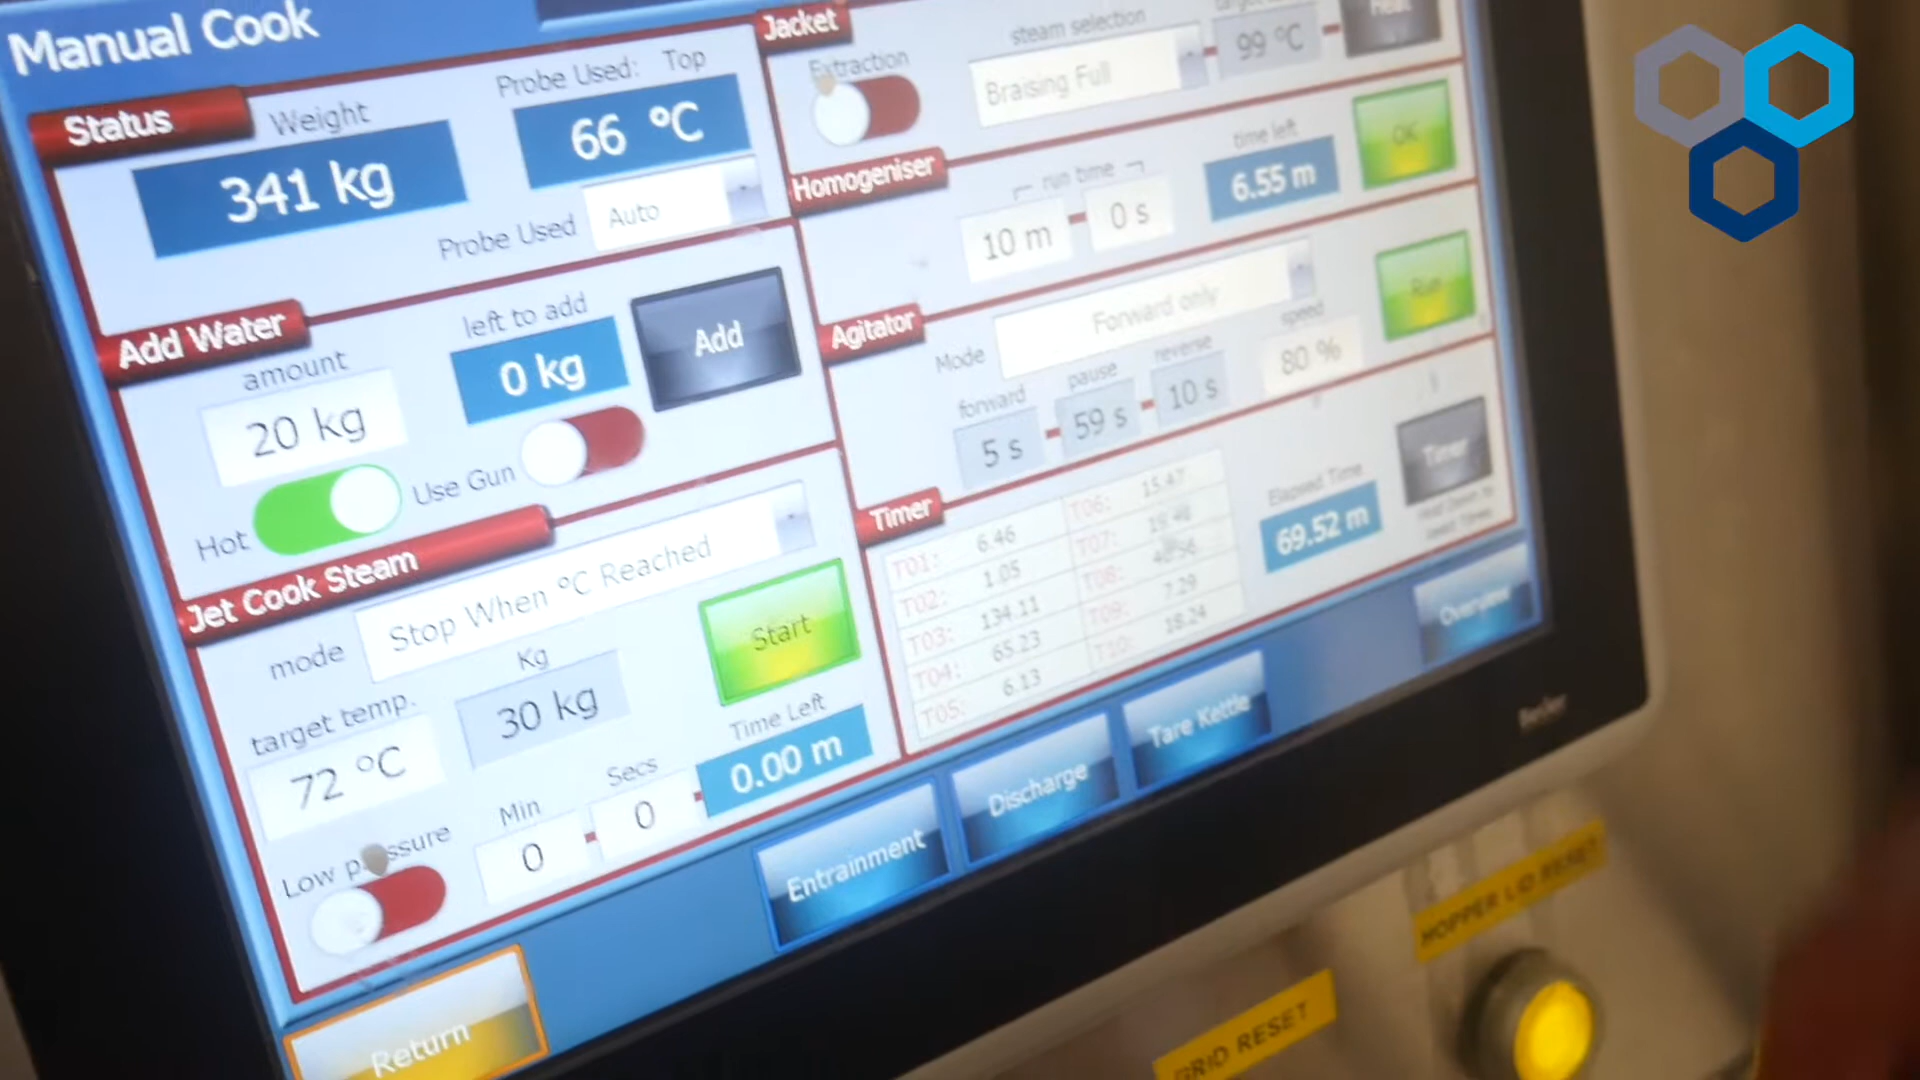 Manual Cook
Status
Weight
341 kg
Probe Used: Top
66 °C
Probe Used
Auto
Add Water
amount
20 kg
left to add
0 kg
Add
Hot
Use Gun
Jet Cook Steam
mode
Stop When °C Reached
target temp.
72 °C
Kg
30 kg
Start
Time Left
0.00 m
Low pressure
Min
0
Secs
0
Jacket
Extraction
steam selection
Braising Full
99 °C
Heat
Homogeniser
run time
10 m
0 s
time left
6.55 m
OK
Agitator
Mode
Forward only
forward
5 s
pause
59 s
reverse
10 s
speed
80 %
Run
Timer
T01: 6.46
T02: 1.05
T03: 134.11
T04: 65.23
T05: 6.13
T06: 15.47
T07:
T08:
T09: 7.29
T10: 18.24
Elapsed Time
69.52 m
Timer
Entrainment
Discharge
Tare Kettle
Overview
Return
HOPPER LID RESET
GRID RESET